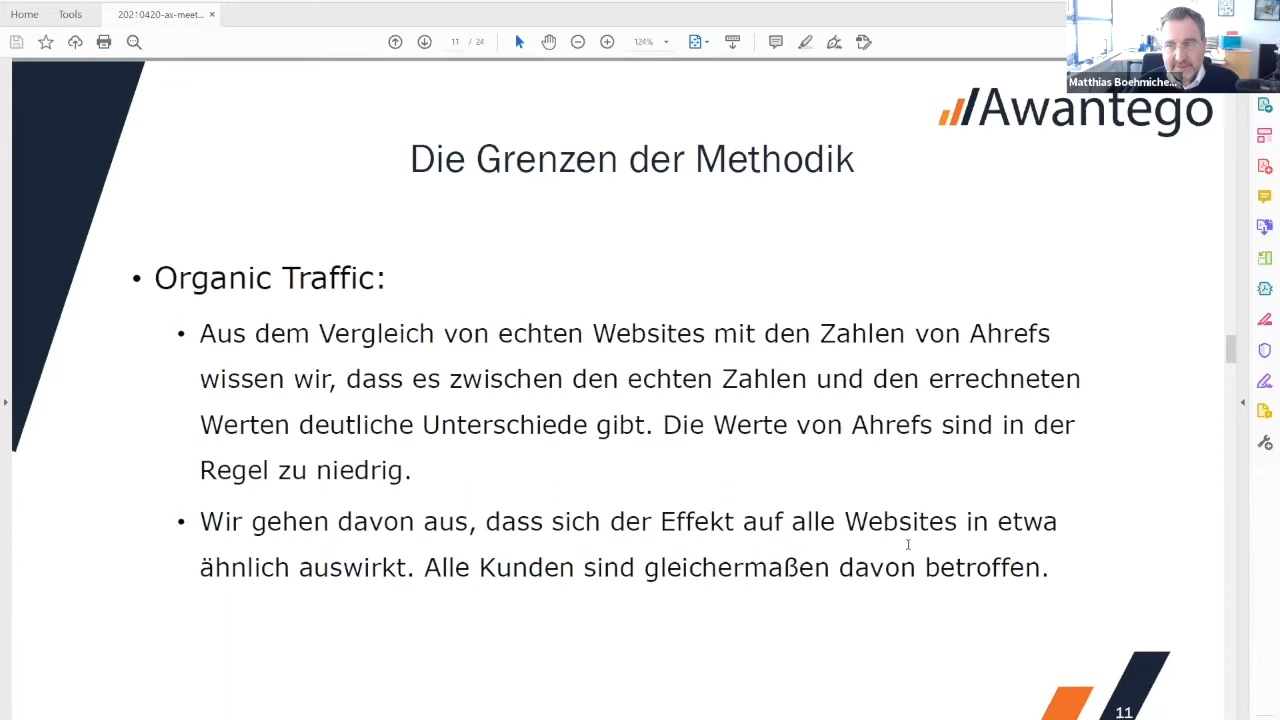 Home
Tools
20210420-ax-meet...
11 / 24
124%
Matthias Boehmiche...
Awantego
Die Grenzen der Methodik
• Organic Traffic:
• Aus dem Vergleich von echten Websites mit den Zahlen von Ahrefs
wissen wir, dass es zwischen den echten Zahlen und den errechneten
Werten deutliche Unterschiede gibt. Die Werte von Ahrefs sind in der
Regel zu niedrig.
• Wir gehen davon aus, dass sich der Effekt auf alle Websites in etwa
ähnlich auswirkt. Alle Kunden sind gleichermaßen davon betroffen.
11